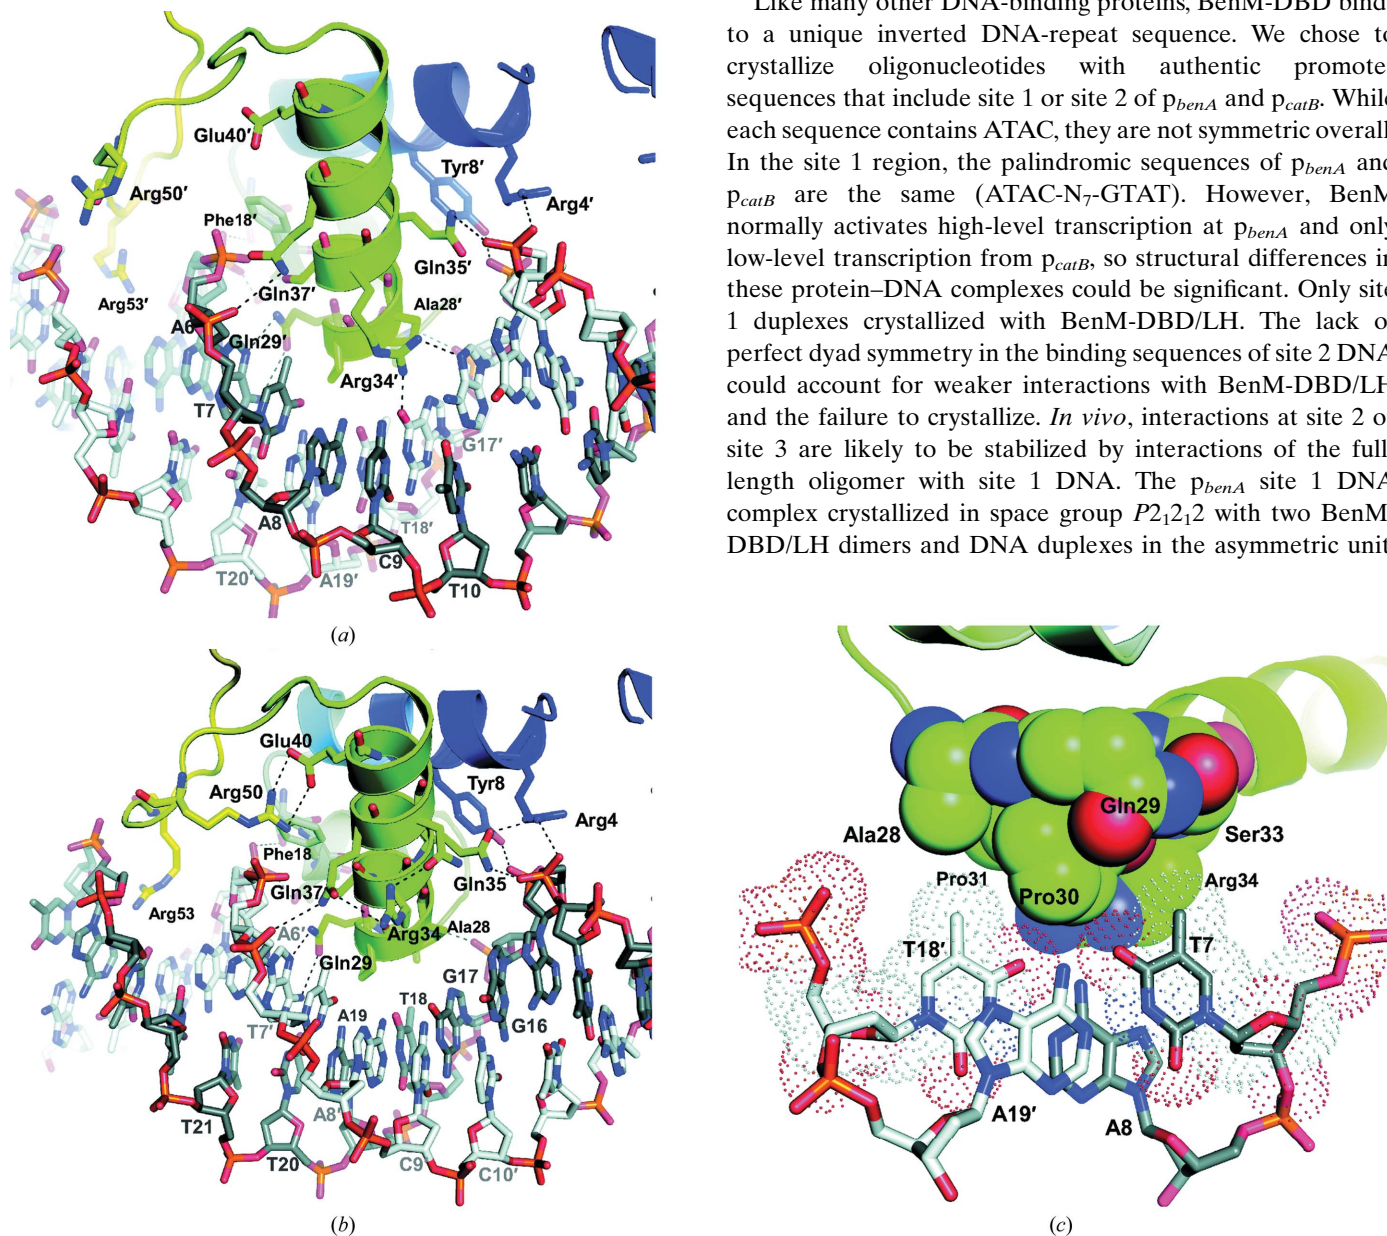 Like many other DNA-binding proteins, BenM-DBD bind
to a unique inverted DNA-repeat sequence. We chose to
crystallize oligonucleotides with authentic promote
sequences that include site 1 or site 2 of pbenA and pcatB. While
each sequence contains ATAC, they are not symmetric overall
In the site 1 region, the palindromic sequences of pbenA and
pcatB are the same (ATAC-N7-GTAT). However, BenM
normally activates high-level transcription at pbenA and only
low-level transcription from pcatB, so structural differences in
these protein–DNA complexes could be significant. Only site
1 duplexes crystallized with BenM-DBD/LH. The lack o
perfect dyad symmetry in the binding sequences of site 2 DNA
could account for weaker interactions with BenM-DBD/LH
and the failure to crystallize. In vivo, interactions at site 2 o
site 3 are likely to be stabilized by interactions of the full
length oligomer with site 1 DNA. The pbenA site 1 DNA
complex crystallized in space group P21212 with two BenM
DBD/LH dimers and DNA duplexes in the asymmetric unit
Glu40′
Tyr8′
Arg50′
Arg4′
Phe18′
Gln35′
Arg53′
Gln37′
Ala28′
A6
Gln29′
Arg34′
T7
G17′
A8
T18′
C9
T20′
A19′
T10
(a)
Glu40
Tyr8
Arg50
Arg4
Phe18
Gln37
Gln35
Arg53
A6′
Arg34
Ala28
Gln29
G17
T7′
A19
T18
G16
T21
A8′
T20
C9′
C10′
(b)
Gln29
Ala28
Ser33
Pro31
Pro30
Arg34
T18′
T7
A19′
A8
(c)